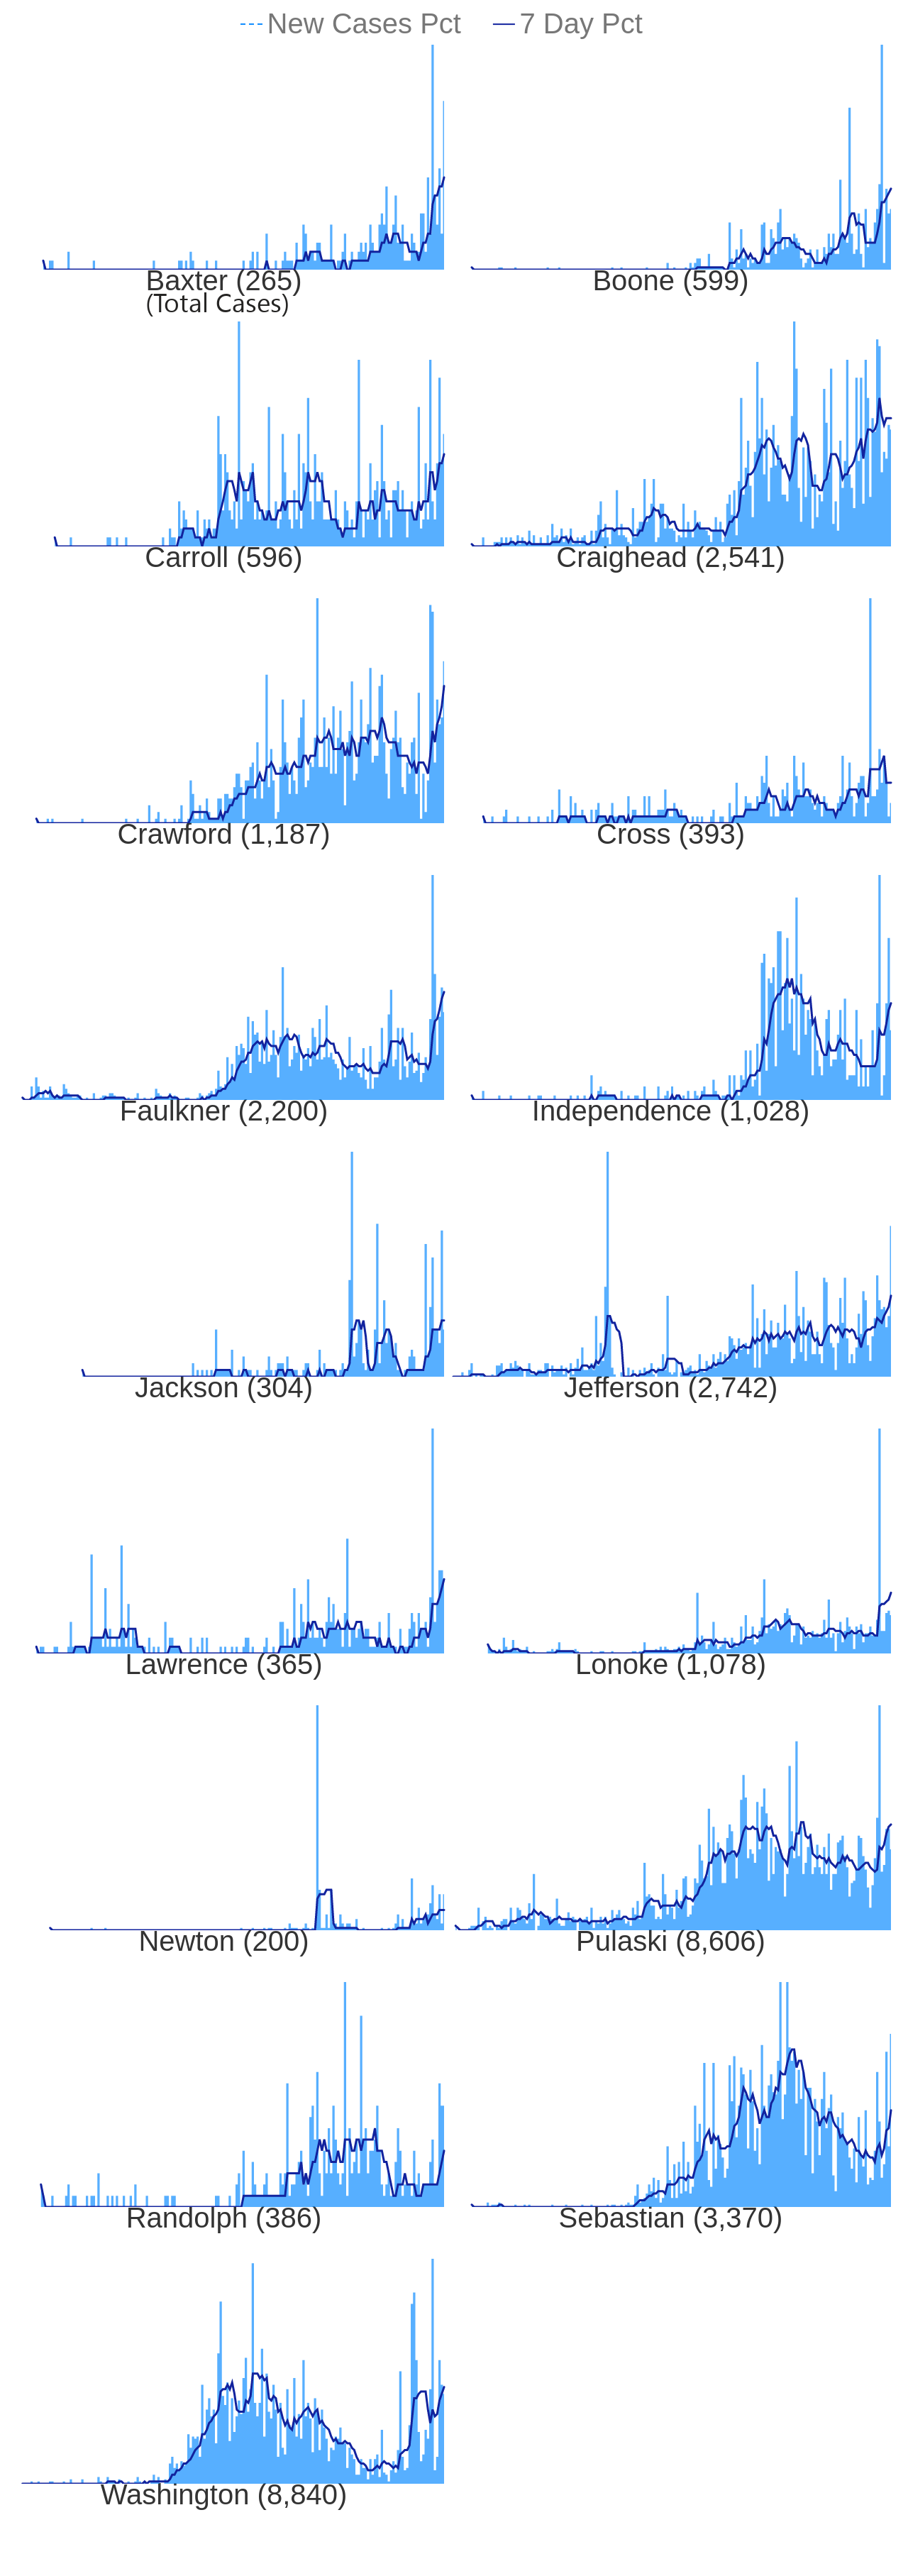 New Cases Pct 7 Day Pct
Baxter (265) Boone (599)
(Total Cases)
Carroll (596) Craighead (2,541)
Crawford (1,187) Cross (393)
Faulkner (2,200) Independence (1,028)
Jackson (304) Jefferson (2,742)
Lawrence (365) Lonoke (1,078)
Newton (200) Pulaski (8,606)
Randolph (386) Sebastian (3,370)
Washington (8,840)